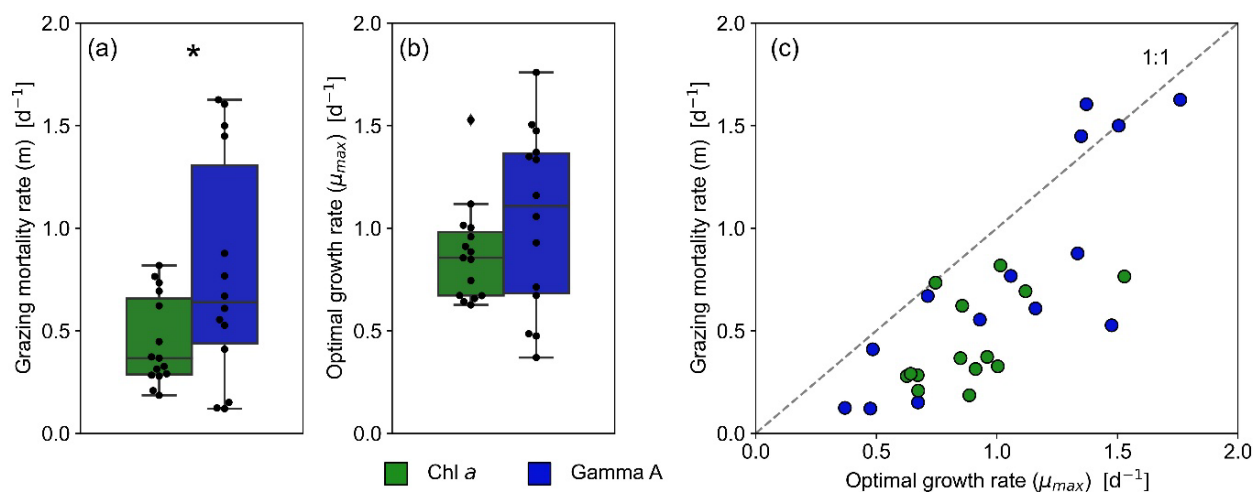 (a)
*
Grazing mortality rate (m) [d⁻¹]
2.0
1.5
1.0
0.5
0.0
(b)
Optimal growth rate (μmax) [d⁻¹]
2.0
1.5
1.0
0.5
0.0
(c)
1:1
Grazing mortality rate (m) [d⁻¹]
2.0
1.5
1.0
0.5
0.0
0.0 0.5 1.0 1.5 2.0
Optimal growth rate (μmax) [d⁻¹]
Chl a Gamma A